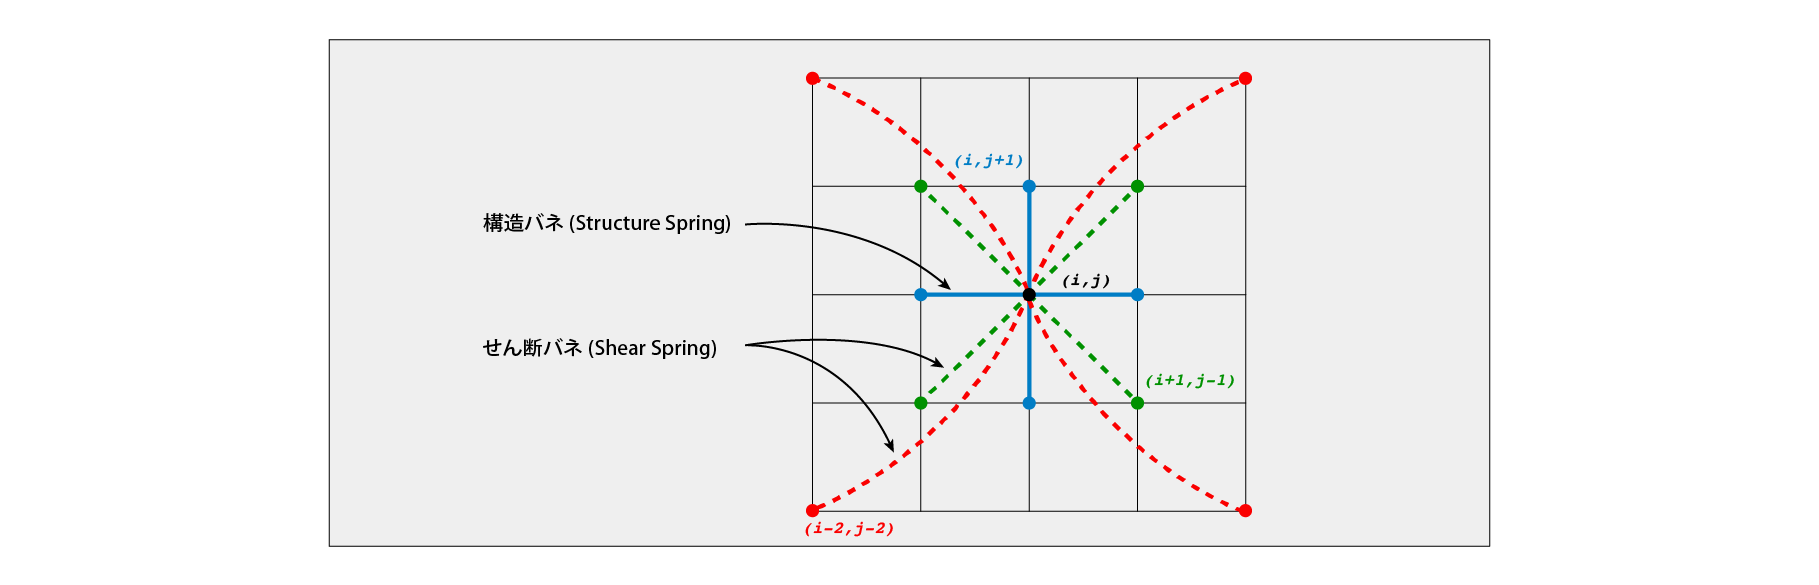 (i,j+1)
構造バネ (Structure Spring)
(i,j)
せん断バネ (Shear Spring)
(i+1,j-1)
(i-2,j-2)